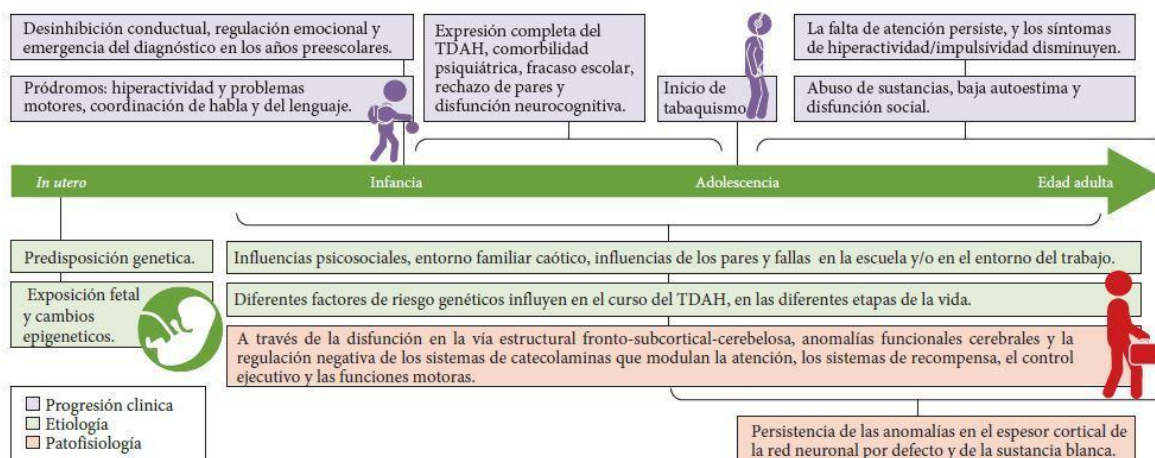 Desinhibición conductual, regulación emocional y
emergencia del diagnóstico en los años preescolares.
Pródromos: hiperactividad y problemas
motores, coordinación de habla y del lenguaje.
Expresión completa del
TDAH, comorbilidad
psiquiátrica, fracaso escolar,
rechazo de pares y
disfunción neurocognitiva.
Inicio de
tabaquismo
La falta de atención persiste, y los síntomas
de hiperactividad/impulsividad disminuyen.
Abuso de sustancias, baja autoestima y
disfunción social.
In utero
Infancia
Adolescencia
Edad adulta
Predisposición genetica.
Exposición fetal
y cambios
epigeneticos.
Influencias psicosociales, entorno familiar caótico, influencias de los pares y fallas en la escuela y/o en el entorno del trabajo.
Diferentes factores de riesgo genéticos influyen en el curso del TDAH, en las diferentes etapas de la vida.
A través de la disfunción en la vía estructural fronto-subcortical-cerebelosa, anomalías funcionales cerebrales y la
regulación negativa de los sistemas de catecolaminas que modulan la atención, los sistemas de recompensa, el control
ejecutivo y las funciones motoras.
Progresión clinica
Etiología
Patofisiología
Persistencia de las anomalías en el espesor cortical de
la red neuronal por defecto y de la sustancia blanca.